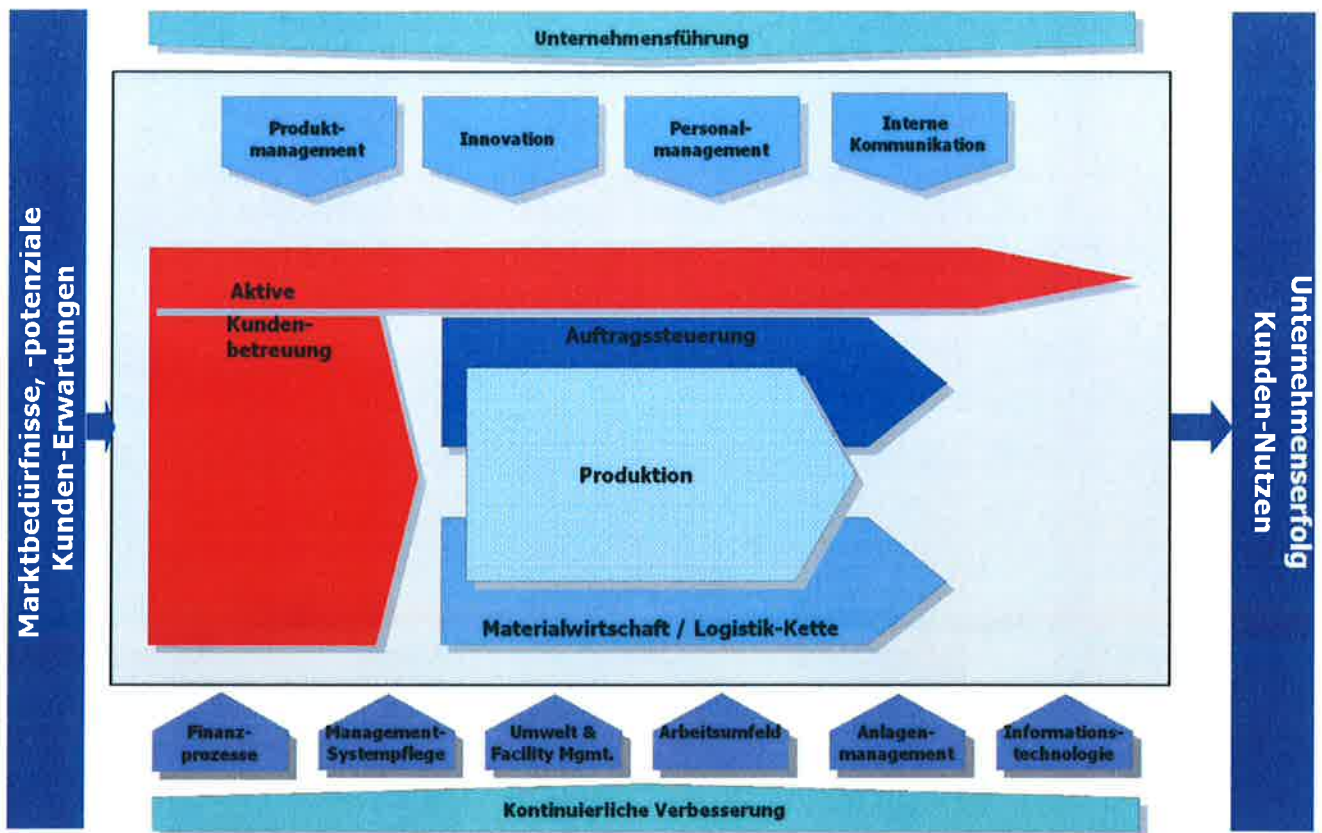 Unternehmensführung
Marktbedürfnisse, -potenziale
Kunden-Erwartungen
Produkt-
management
Innovation
Personal-
management
Interne
Kommunikation
Aktive
Kunden-
betreuung
Auftragssteuerung
Produktion
Materialwirtschaft / Logistik-Kette
Unternehmenserfolg
Kunden-Nutzen
Finanz-
prozesse
Management-
Systempflege
Umwelt &
Facility Mgmt.
Arbeitsumfeld
Anlagen-
management
Informations-
technologie
Kontinuierliche Verbesserung